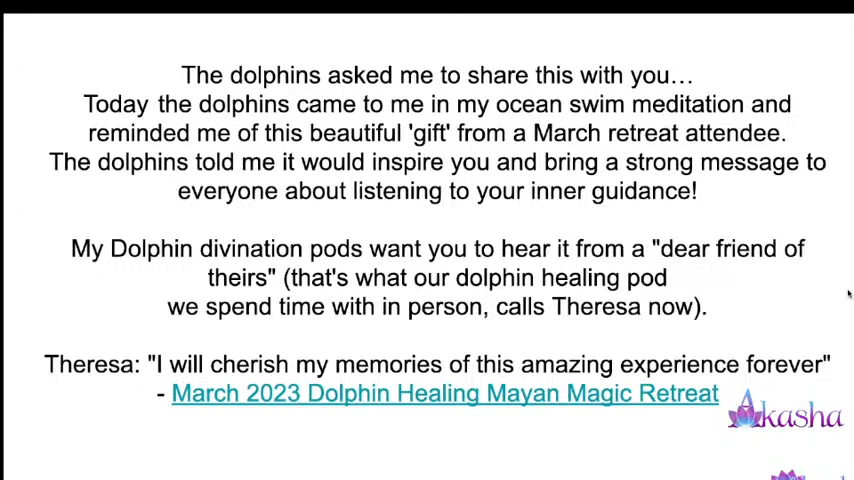 The dolphins asked me to share this with you…
Today the dolphins came to me in my ocean swim meditation and
reminded me of this beautiful 'gift' from a March retreat attendee.
The dolphins told me it would inspire you and bring a strong message to
everyone about listening to your inner guidance!
My Dolphin divination pods want you to hear it from a "dear friend of
theirs" (that's what our dolphin healing pod
we spend time with in person, calls Theresa now).
Theresa: "I will cherish my memories of this amazing experience forever"
- March 2023 Dolphin Healing Mayan Magic Retreat
Akasha